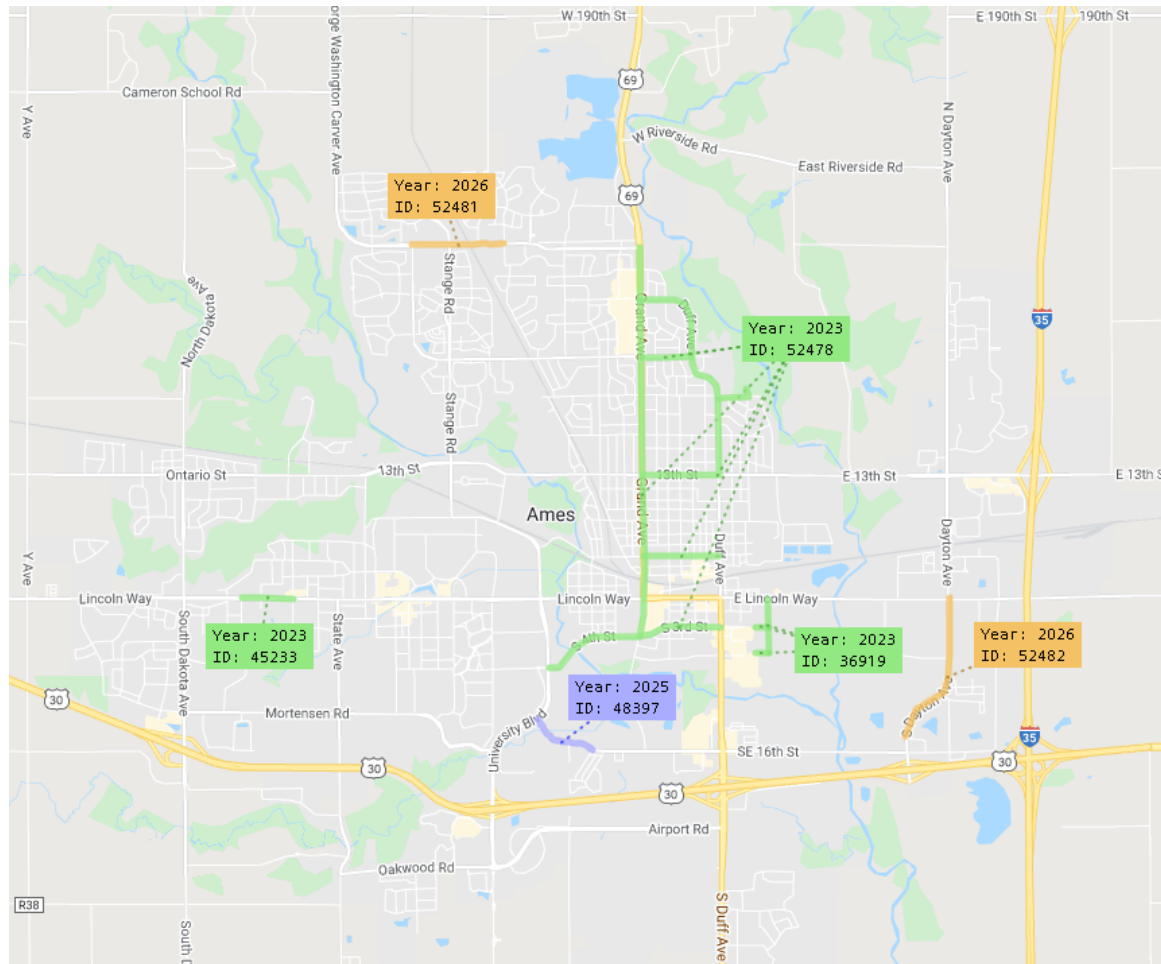 W 190th St
E 190th St
190th St
69
Cameron School Rd
orge Washington Carver Ave
Y Ave
N Dayton Ave
W Riverside Rd
East Riverside Rd
69
Year: 2026
ID: 52481
Stange Rd
North Dakota Ave
Grand Ave
Duff Ave
Year: 2023
ID: 52478
35
Stange Rd
Ontario St
13th St
13th St
E 13th St
E 13th S
Ames
Grand Ave
Duff Ave
Dayton Ave
Y Ave
Lincoln Way
Lincoln Way
E Lincoln Way
South Dakota Ave
State Ave
Year: 2023
ID: 45233
S 4th St
S 3rd St
Year: 2023
ID: 36919
Year: 2026
ID: 52482
Year: 2025
ID: 48397
30
Mortensen Rd
University Blvd
S Dayton Ave
SE 16th St
35
30
30
30
Airport Rd
Oakwood Rd
R38
South D
S Duff Ave